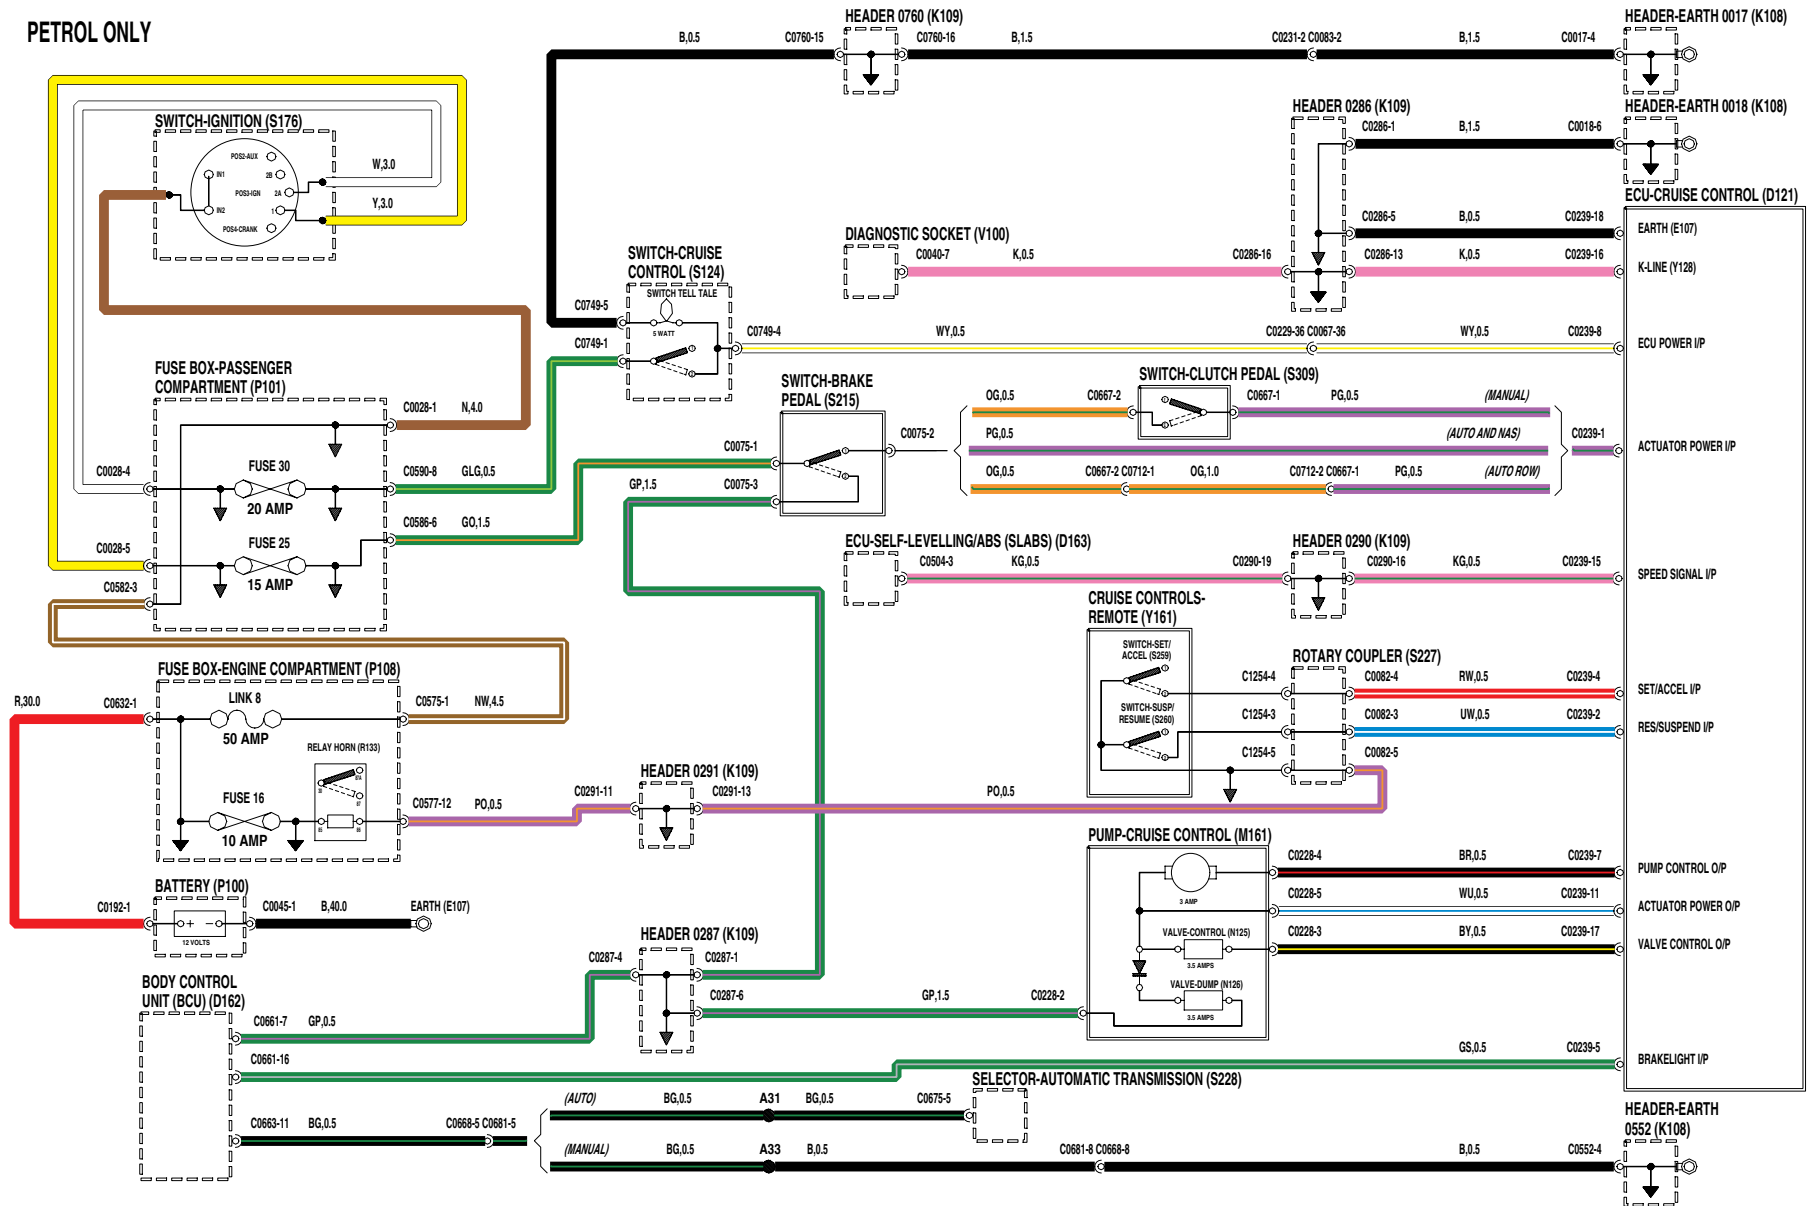 PETROL ONLY
HEADER 0760 (K109)
HEADER-EARTH 0017 (K108)
B,0.5
C0760-15
C0760-16
B,1.5
C0231-2 C0083-2
B,1.5
C0017-4
HEADER 0286 (K109)
HEADER-EARTH 0018 (K108)
C0286-1
B,1.5
C0018-6
SWITCH-IGNITION (S176)
POS2-AUX
IN1
2B
POS3-IGN
2A
IN2
1
POS4-CRANK
W,3.0
Y,3.0
ECU-CRUISE CONTROL (D121)
C0286-5
B,0.5
C0239-18
EARTH (E107)
DIAGNOSTIC SOCKET (V100)
C0040-7
K,0.5
C0286-16
C0286-13
K,0.5
C0239-16
K-LINE (Y128)
SWITCH-CRUISE
CONTROL (S124)
SWITCH TELL TALE
5 WATT
C0749-5
C0749-1
C0749-4
WY,0.5
C0229-36 C0067-36
WY,0.5
C0239-8
ECU POWER I/P
FUSE BOX-PASSENGER
COMPARTMENT (P101)
C0028-1
N,4.0
C0028-4
FUSE 30
20 AMP
C0590-8
GLG,0.5
C0586-6
GO,1.5
C0028-5
FUSE 25
15 AMP
C0582-3
SWITCH-BRAKE
PEDAL (S215)
C0075-1
C0075-2
GP,1.5
C0075-3
SWITCH-CLUTCH PEDAL (S309)
OG,0.5
C0667-2
C0667-1
PG,0.5
(MANUAL)
PG,0.5
(AUTO AND NAS)
C0239-1
ACTUATOR POWER I/P
OG,0.5
C0667-2 C0712-1
OG,1.0
C0712-2 C0667-1
PG,0.5
(AUTO ROW)
ECU-SELF-LEVELLING/ABS (SLABS) (D163)
HEADER 0290 (K109)
C0504-3
KG,0.5
C0290-19
C0290-16
KG,0.5
C0239-15
SPEED SIGNAL I/P
CRUISE CONTROLS-
REMOTE (Y161)
SWITCH-SET/
ACCEL (S259)
SWITCH-SUSP/
RESUME (S260)
ROTARY COUPLER (S227)
C1254-4
C0082-4
RW,0.5
C0239-4
SET/ACCEL I/P
C1254-3
C0082-3
UW,0.5
C0239-2
RES/SUSPEND I/P
C1254-5
C0082-5
FUSE BOX-ENGINE COMPARTMENT (P108)
R,30.0
C0632-1
LINK 8
50 AMP
C0575-1
NW,4.5
RELAY HORN (R133)
87A
30
87
85
86
FUSE 16
10 AMP
C0577-12
PO,0.5
HEADER 0291 (K109)
C0291-11
C0291-13
PO,0.5
PUMP-CRUISE CONTROL (M161)
3 AMP
VALVE-CONTROL (N125)
3.5 AMPS
VALVE-DUMP (N126)
3.5 AMPS
C0228-4
BR,0.5
C0239-7
PUMP CONTROL O/P
C0228-5
WU,0.5
C0239-11
ACTUATOR POWER O/P
C0228-3
BY,0.5
C0239-17
VALVE CONTROL O/P
BATTERY (P100)
C0192-1
12 VOLTS
C0045-1
B,40.0
EARTH (E107)
HEADER 0287 (K109)
C0287-4
C0287-1
C0287-6
GP,1.5
C0228-2
BODY CONTROL
UNIT (BCU) (D162)
C0661-7
GP,0.5
C0661-16
GS,0.5
C0239-5
BRAKELIGHT I/P
SELECTOR-AUTOMATIC TRANSMISSION (S228)
C0663-11
BG,0.5
C0668-5 C0681-5
(AUTO)
BG,0.5
A31
BG,0.5
C0675-5
(MANUAL)
BG,0.5
A33
B,0.5
C0681-8 C0668-8
B,0.5
C0552-4
HEADER-EARTH
0552 (K108)